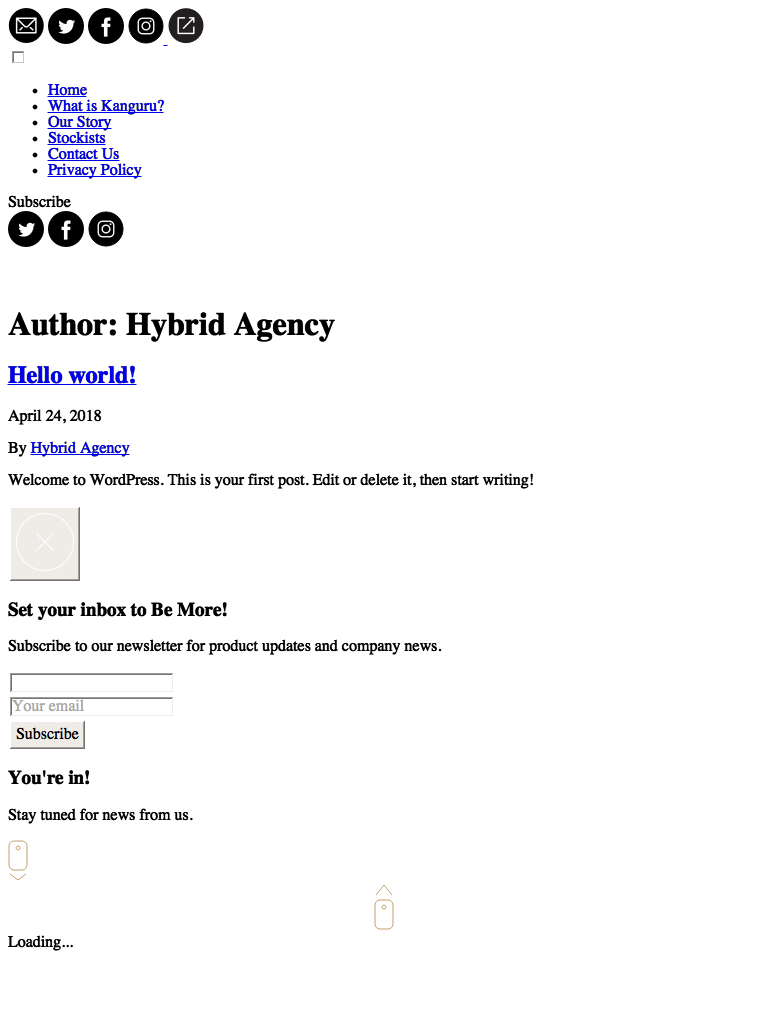 Home
What is Kanguru?
Our Story
Stockists
Contact Us
Privacy Policy
Subscribe
Author: Hybrid Agency
Hello world!
April 24, 2018
By Hybrid Agency
Welcome to WordPress. This is your first post. Edit or delete it, then start writing!
Set your inbox to Be More!
Subscribe to our newsletter for product updates and company news.
Your email
Subscribe
You're in!
Stay tuned for news from us.
Loading...